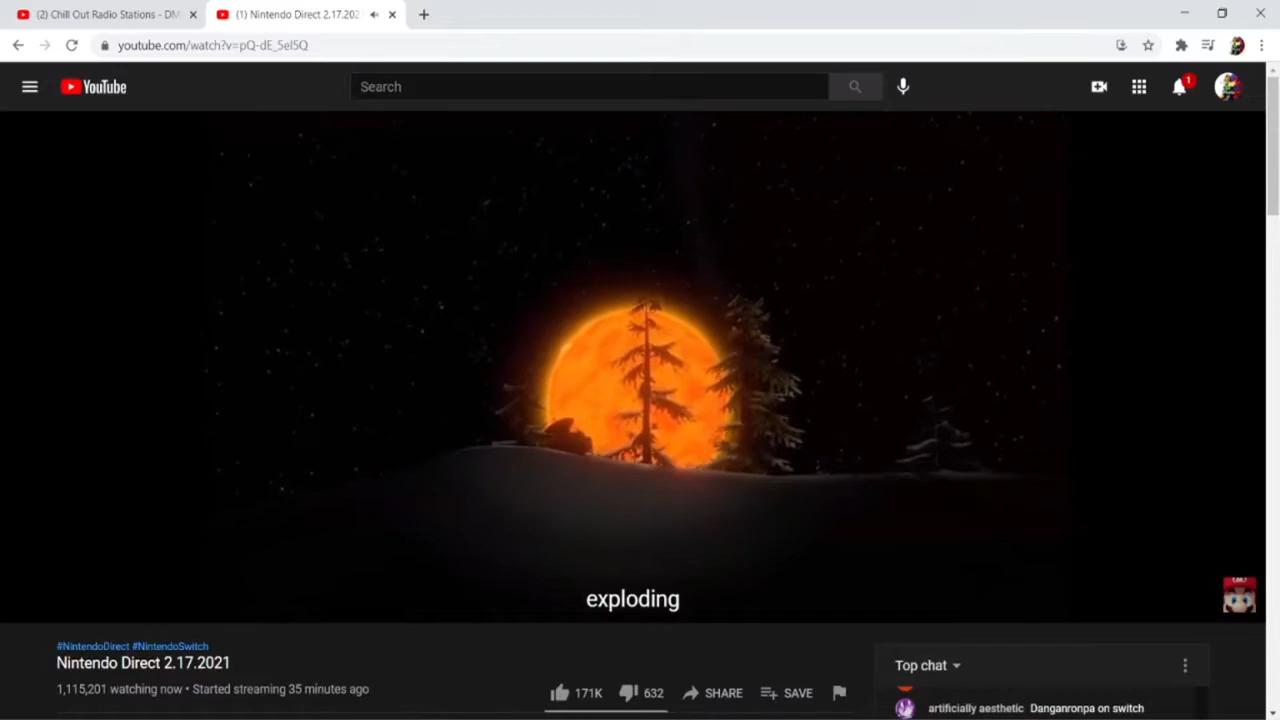 (2) Chill Out Radio Stations - DM
(1) Nintendo Direct 2.17.202
youtube.com/watch?v=pQ-dE_5eI5Q
YouTube
Search
1
exploding
#NintendoDirect #NintendoSwitch
Nintendo Direct 2.17.2021
1,115,201 watching now • Started streaming 35 minutes ago
171K
632
SHARE
SAVE
Top chat
artificially aesthetic Danganronpa on switch